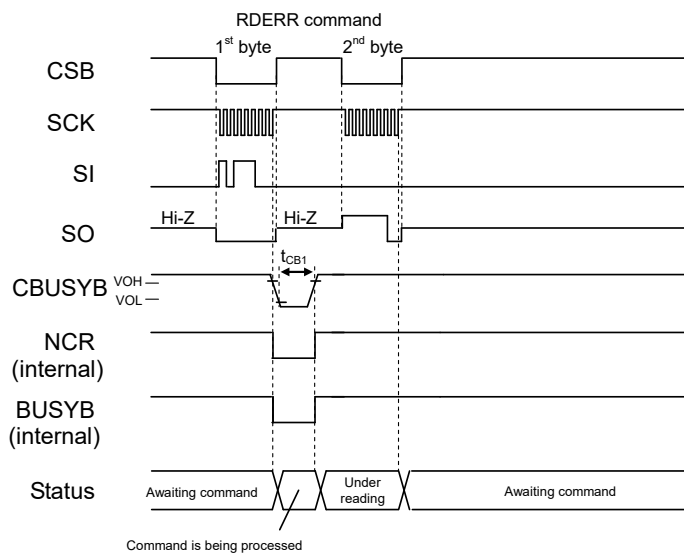 RDERR command
1st byte
2nd byte
CSB
SCK
SI
Hi-Z
Hi-Z
SO
tCB1
VOH
CBUSYB
VOL
NCR
(internal)
BUSYB
(internal)
Status
Awaiting command
Under
reading
Awaiting command
Command is being processed